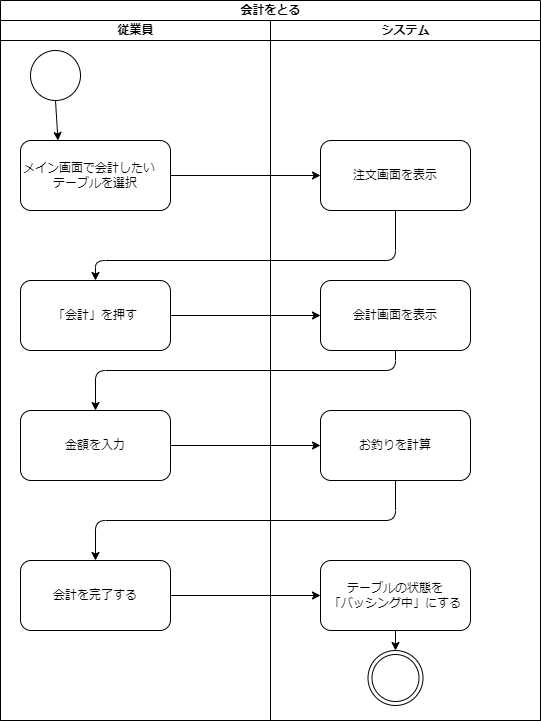 会計をとる
従業員
システム
メイン画面で会計したい
テーブルを選択
注文画面を表示
「会計」を押す
会計画面を表示
金額を入力
お釣りを計算
会計を完了する
テーブルの状態を
「バッシング中」にする